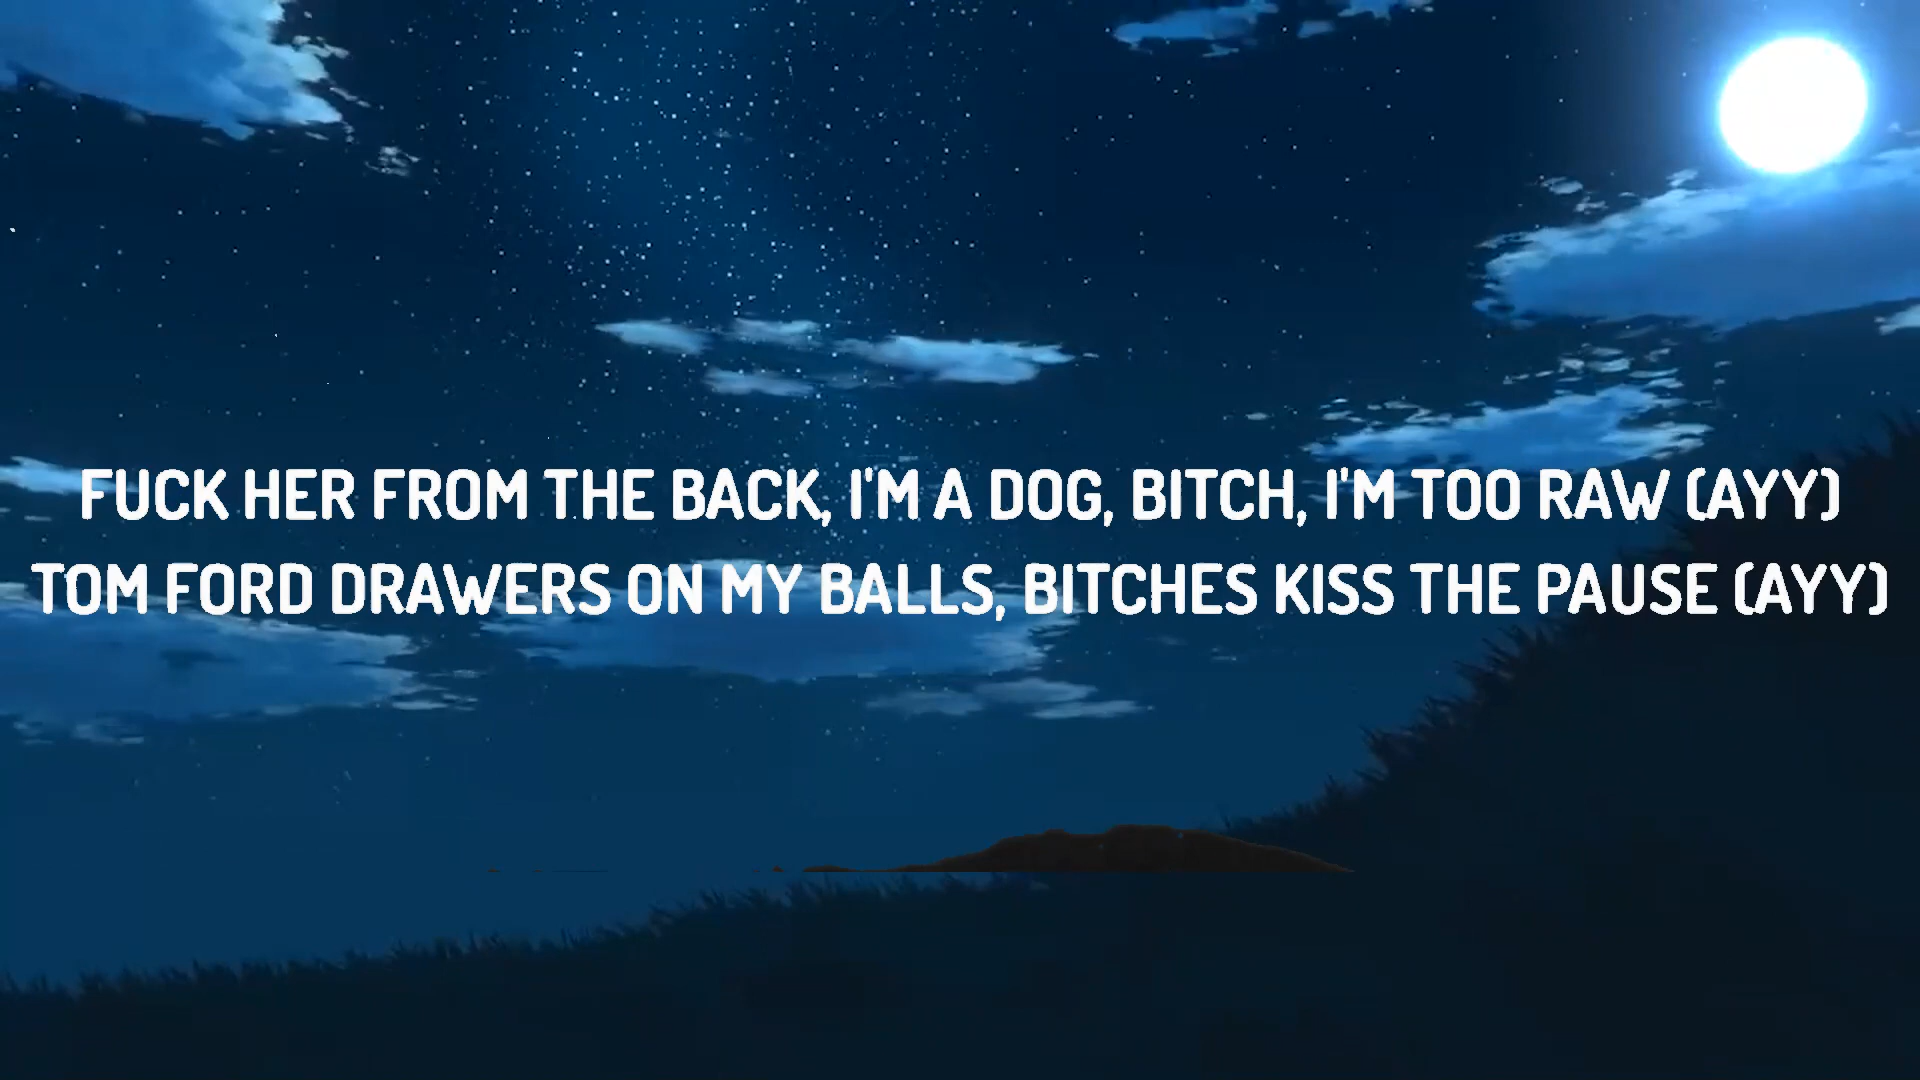 FUCK HER FROM THE BACK, I'M A DOG, BITCH, I'M TOO RAW (AYY)
TOM FORD DRAWERS ON MY BALLS, BITCHES KISS THE PAUSE (AYY)